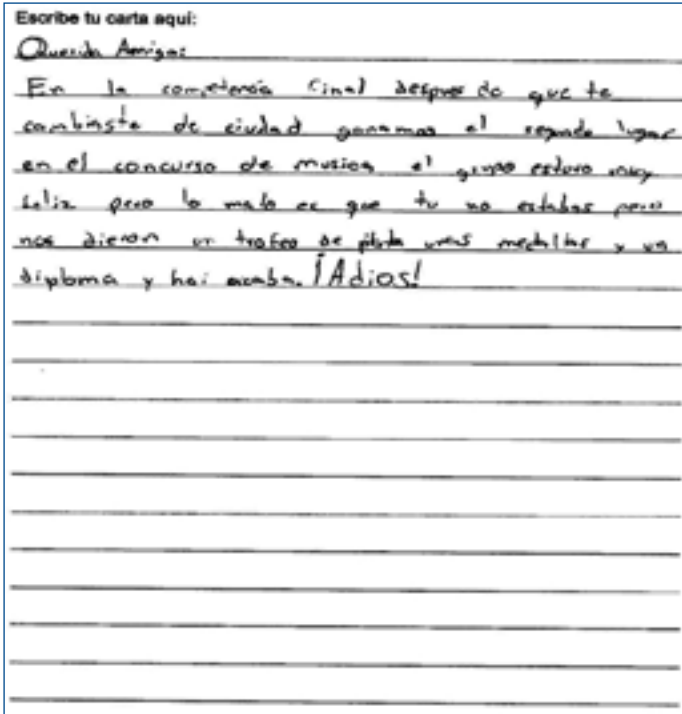 Escribe tu carta aquí:
Querida Amiga:
En la competencia final despues de que te
cambiaste de ciudad ganamos el segundo lugar
en el concurso de musica el grupo estuvo muy
feliz pero lo malo es que tu no estabas pero
nos dieron un trofeo de plata unas medallas y un
diploma y hai acaba. ¡Adios!